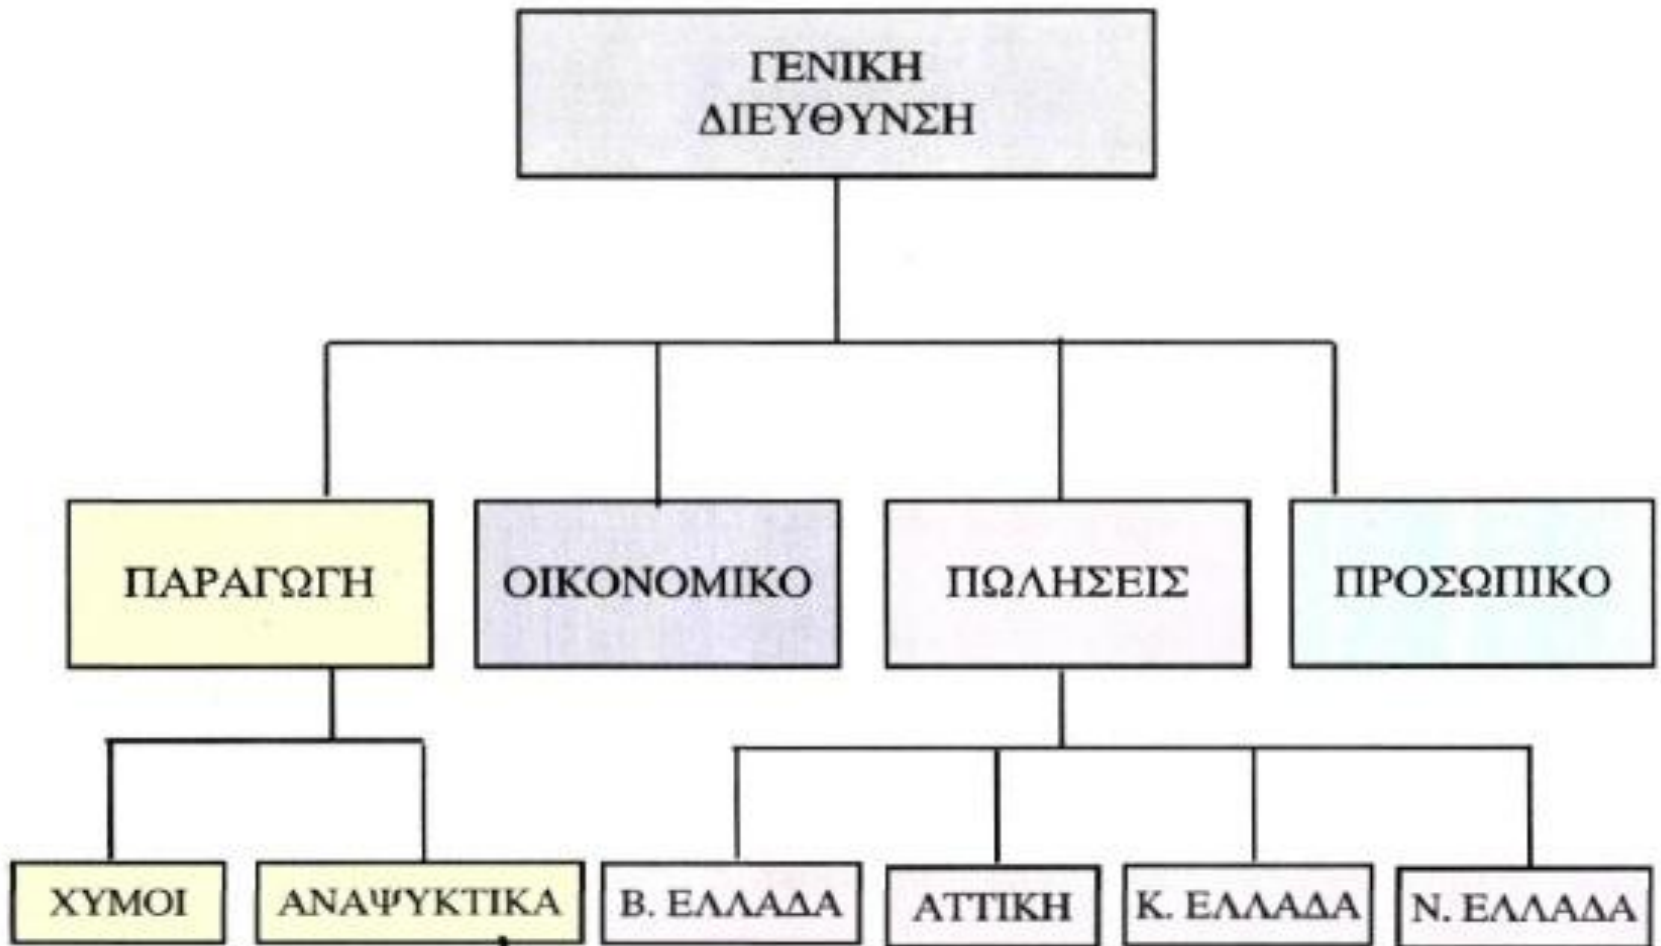 ΓΕΝΙΚΗ
ΔΙΕΥΘΥΝΣΗ
ΠΑΡΑΓΩΓΗ
ΟΙΚΟΝΟΜΙΚΟ
ΠΩΛΗΣΕΙΣ
ΠΡΟΣΩΠΙΚΟ
ΧΥΜΟΙ
ΑΝΑΨΥΚΤΙΚΑ
Β. ΕΛΛΑΔΑ
ΑΤΤΙΚΗ
Κ. ΕΛΛΑΔΑ
Ν. ΕΛΛΑΔΑ